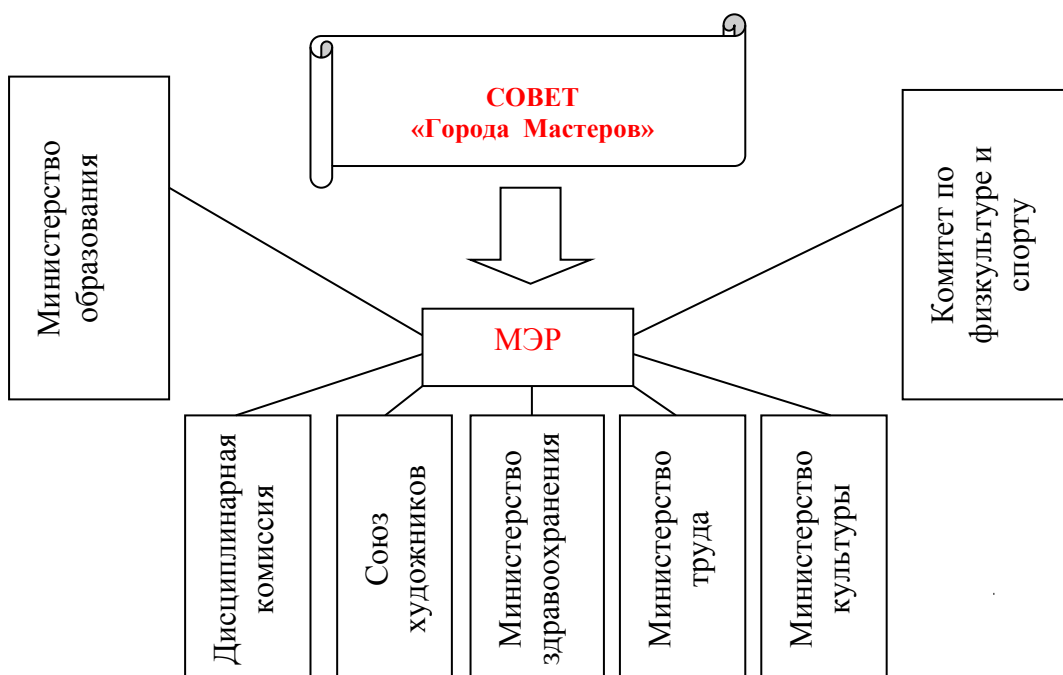 СОВЕТ
«Города Мастеров»
Министерство
образования
Комитет по
физкультуре и
спорту
МЭР
Дисциплинарная
комиссия
Союз
художников
Министерство
здравоохранения
Министерство
труда
Министерство
культуры
.